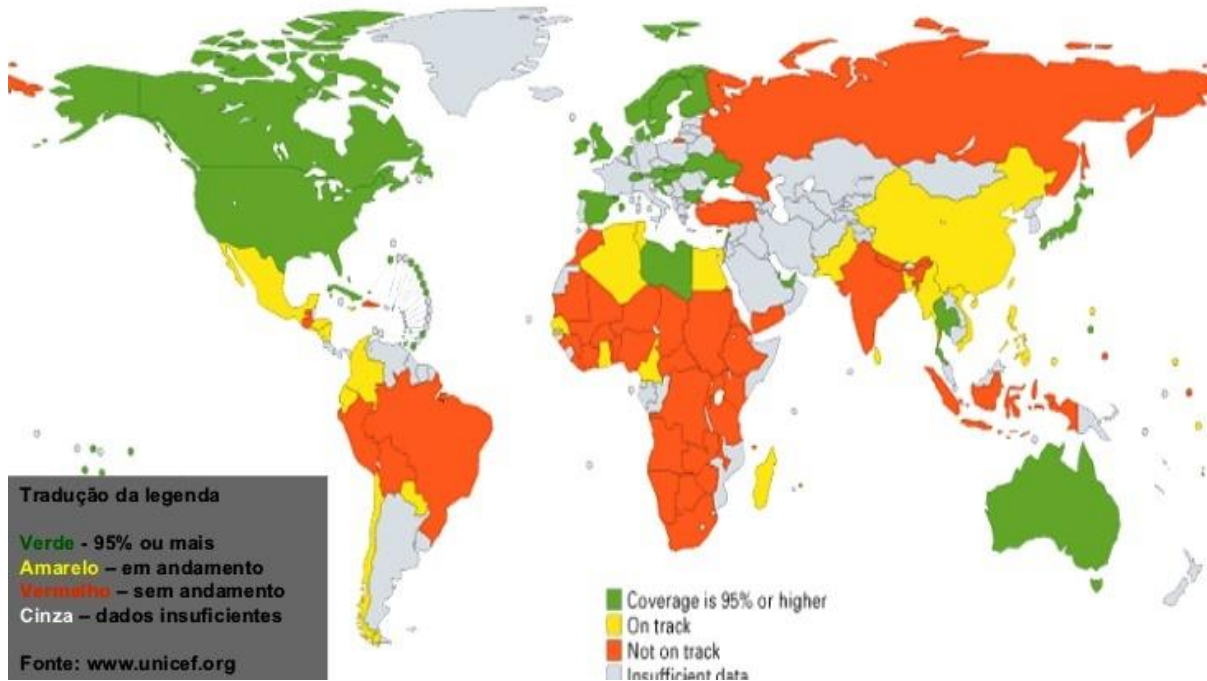 Tradução da legenda
Verde - 95% ou mais
Amarelo – em andamento
Vermelho – sem andamento
Cinza – dados insuficientes
Fonte: www.unicef.org
Coverage is 95% or higher
On track
Not on track
Insufficient data